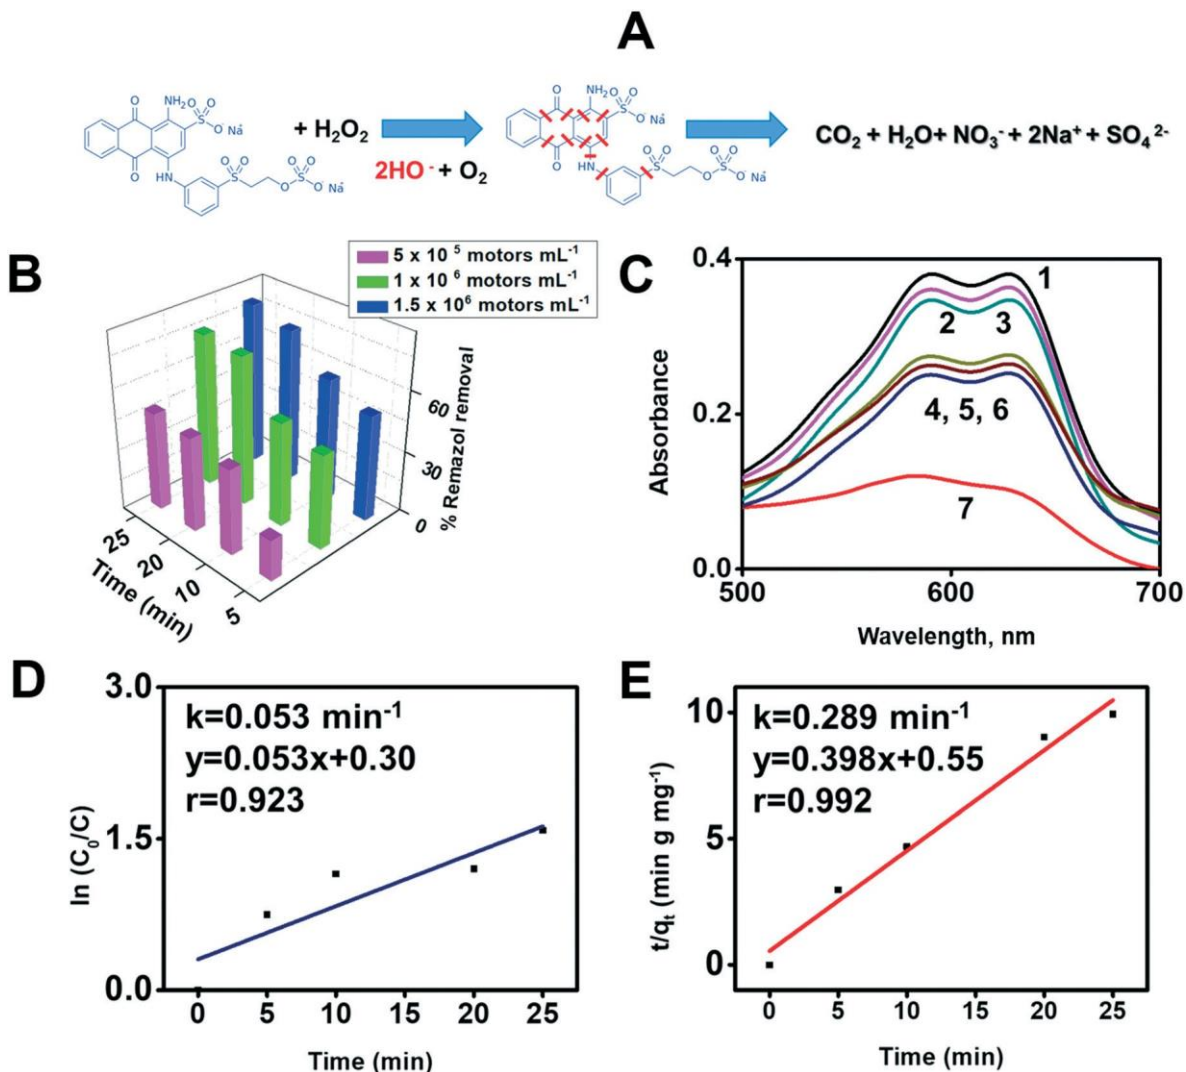 A
O NH₂ O O
S
O⁻ Na⁺
O HN O O O O
S O S O⁻ Na⁺
+ H₂O₂
2HO⁻ + O₂
O NH₂ O O
S
O⁻ Na⁺
O HN O O O O
S O S O⁻ Na⁺
CO₂ + H₂O+ NO₃⁻ + 2Na⁺ + SO₄²⁻
B
5 x 10⁵ motors mL⁻¹
1 x 10⁶ motors mL⁻¹
1.5 x 10⁶ motors mL⁻¹
60
30
0
% Remazol removal
25
20
10
5
Time (min)
C
0.4
0.2
0.0
Absorbance
1
2 3
4, 5, 6
7
500 600 700
Wavelength, nm
D
3.0
1.5
0.0
ln (C₀/C)
k=0.053 min⁻¹
y=0.053x+0.30
r=0.923
0 5 10 15 20 25
Time (min)
E
10
5
0
t/qₜ (min g mg⁻¹)
k=0.289 min⁻¹
y=0.398x+0.55
r=0.992
0 5 10 15 20 25
Time (min)